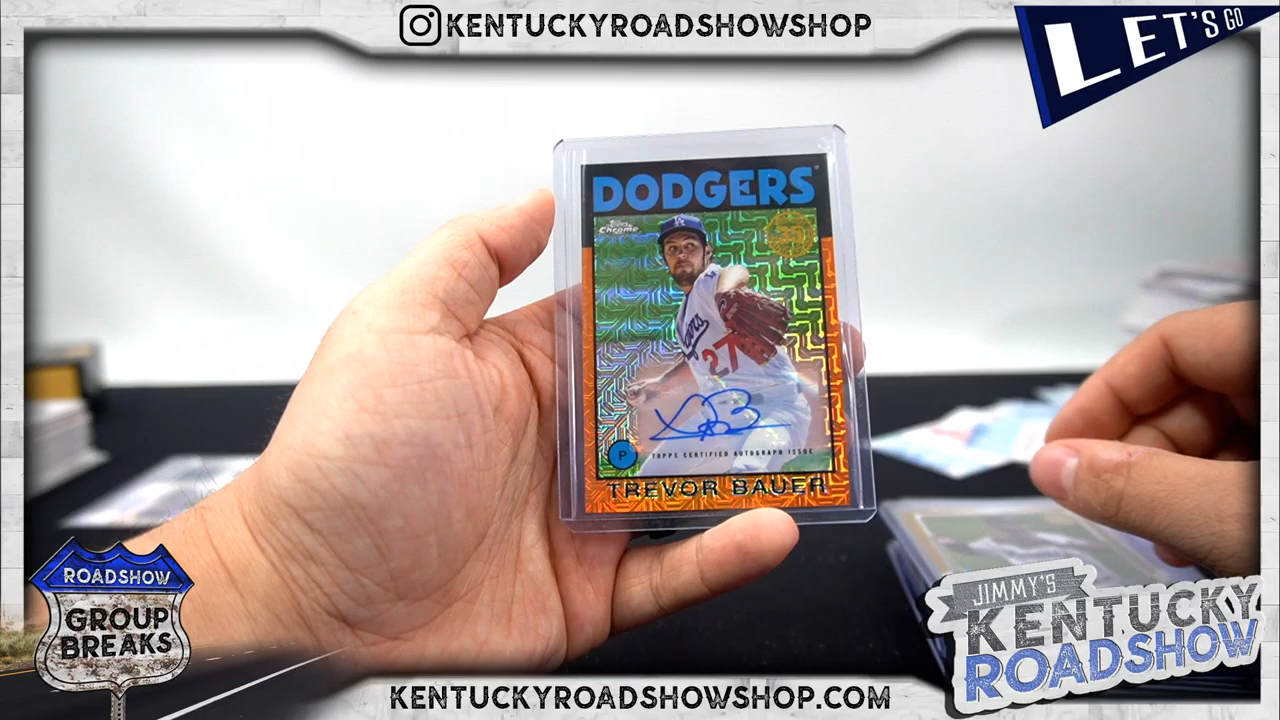 KENTUCKYROADSHOWSHOP
LET'S GO
DODGERS
Topps
Chrome
35
27
P
TOPPS CERTIFIED AUTOGRAPH ISSUE
TREVOR BAUER
ROADSHOW
GROUP
BREAKS
JIMMY'S
KENTUCKY
ROADSHOW
KENTUCKYROADSHOWSHOP.COM